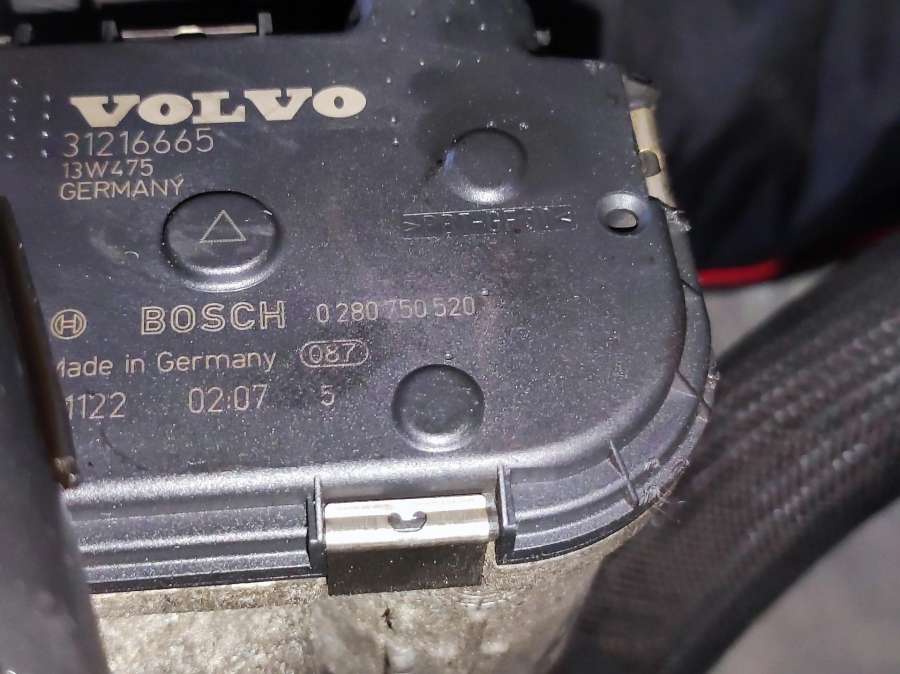 VOLVO
31216665
13W475
GERMANY
BOSCH 0 280 750 520
Made in Germany 087
1122 02:07 5